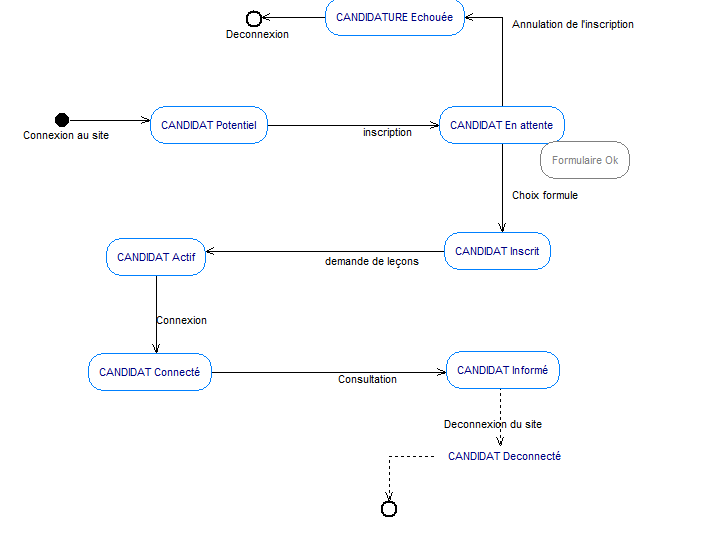 CANDIDATURE Echouée
Annulation de l'inscription
Deconnexion
CANDIDAT Potentiel
CANDIDAT En attente
Connexion au site
inscription
Formulaire Ok
Choix formule
CANDIDAT Inscrit
CANDIDAT Actif
demande de leçons
Connexion
CANDIDAT Connecté
CANDIDAT Informé
Consultation
Deconnexion du site
CANDIDAT Deconnecté